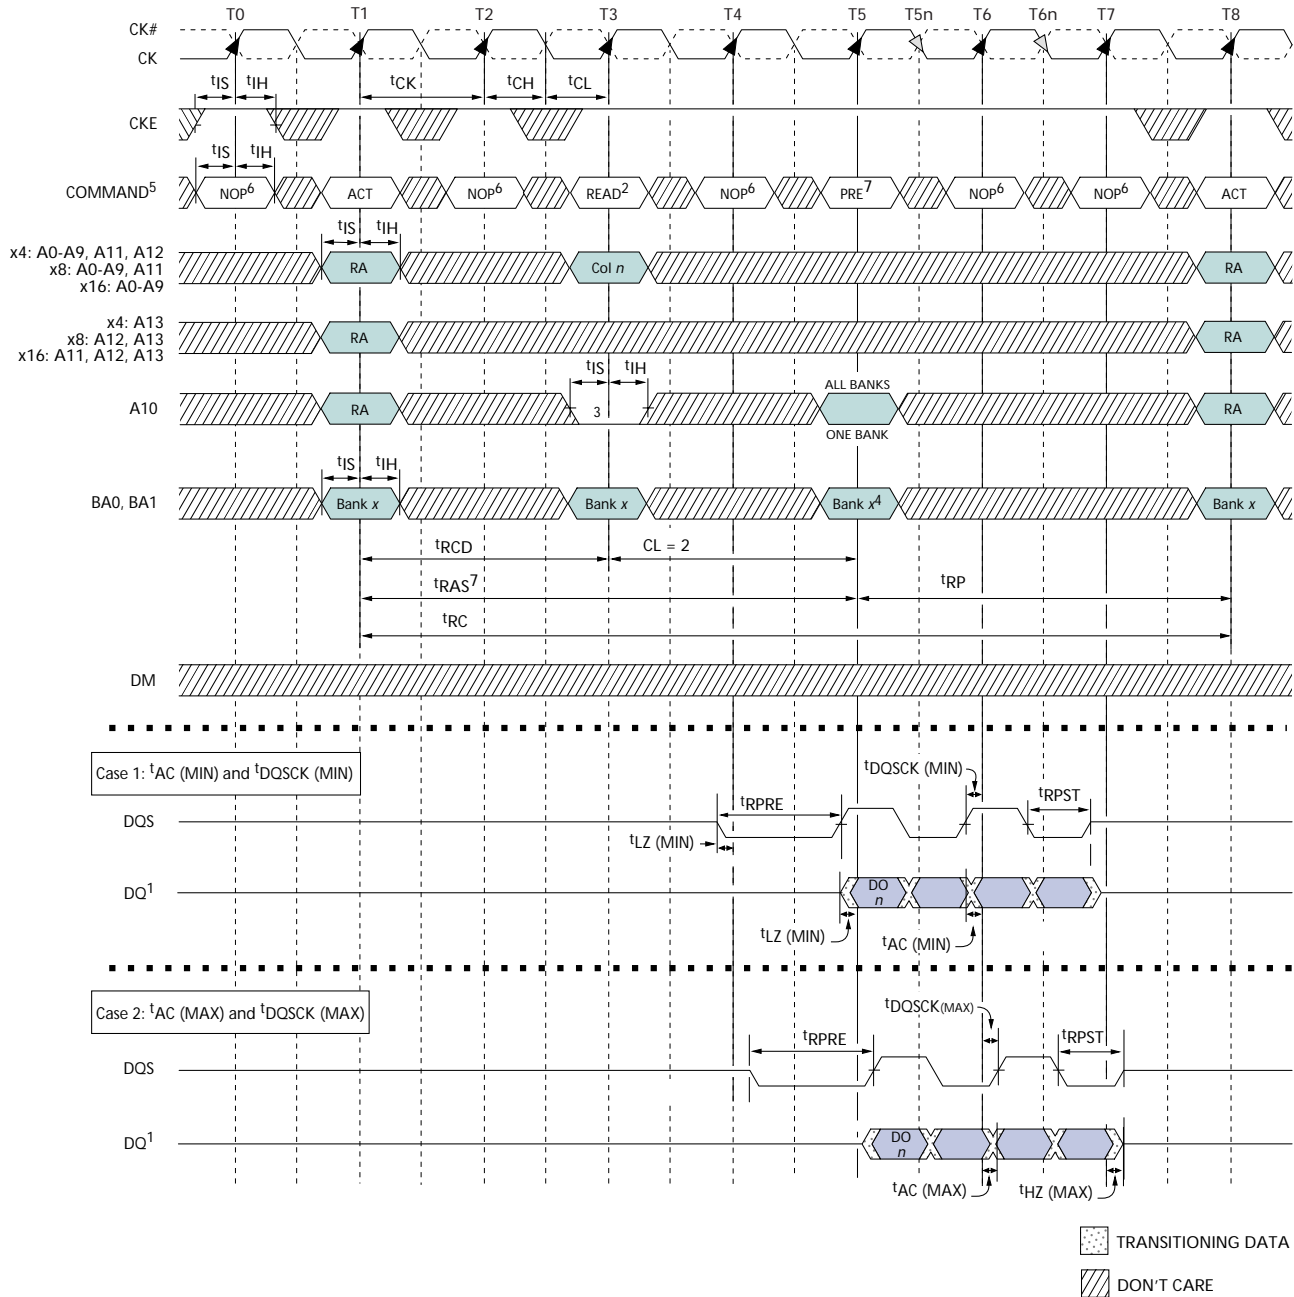 T0 T1 T2 T3 T4 T5 T5n T6 T6n T7 T8
CK#
CK
tIS tIH tCK tCH tCL
CKE
tIS tIH
COMMAND5 NOP6 ACT NOP6 READ2 NOP6 PRE7 NOP6 NOP6 ACT
tIS tIH
x4: A0-A9, A11, A12
x8: A0-A9, A11
x16: A0-A9
RA Col n RA
x4: A13
x8: A12, A13
x16: A11, A12, A13
RA RA
tIS tIH
ALL BANKS
A10 RA 3 RA
ONE BANK
tIS tIH
BA0, BA1 Bank x Bank x Bank x4 Bank x
tRCD CL = 2
tRAS7 tRP
tRC
DM
Case 1: tAC (MIN) and tDQSCK (MIN)
tDQSCK (MIN)
tRPRE tRPST
DQS
tLZ (MIN)
DQ1 DO
n
tLZ (MIN) tAC (MIN)
Case 2: tAC (MAX) and tDQSCK (MAX)
tDQSCK(MAX)
tRPRE tRPST
DQS
DQ1 DO
n
tAC (MAX) tHZ (MAX)
TRANSITIONING DATA
DON'T CARE